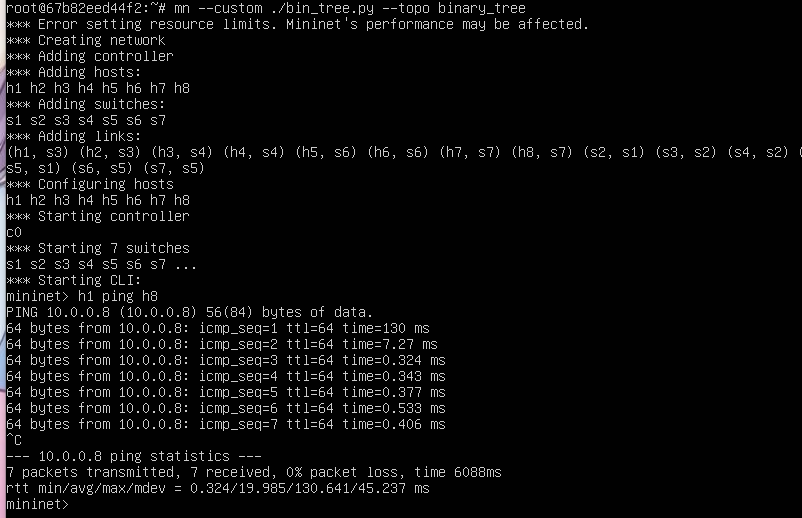 root@67b82eed44f2:~# mn --custom ./bin_tree.py --topo binary_tree
*** Error setting resource limits. Mininet's performance may be affected.
*** Creating network
*** Adding controller
*** Adding hosts:
h1 h2 h3 h4 h5 h6 h7 h8
*** Adding switches:
s1 s2 s3 s4 s5 s6 s7
*** Adding links:
(h1, s3) (h2, s3) (h3, s4) (h4, s4) (h5, s6) (h6, s6) (h7, s7) (h8, s7) (s2, s1) (s3, s2) (s4, s2) (
s5, s1) (s6, s5) (s7, s5)
*** Configuring hosts
h1 h2 h3 h4 h5 h6 h7 h8
*** Starting controller
c0
*** Starting 7 switches
s1 s2 s3 s4 s5 s6 s7 ...
*** Starting CLI:
mininet> h1 ping h8
PING 10.0.0.8 (10.0.0.8) 56(84) bytes of data.
64 bytes from 10.0.0.8: icmp_seq=1 ttl=64 time=130 ms
64 bytes from 10.0.0.8: icmp_seq=2 ttl=64 time=7.27 ms
64 bytes from 10.0.0.8: icmp_seq=3 ttl=64 time=0.324 ms
64 bytes from 10.0.0.8: icmp_seq=4 ttl=64 time=0.343 ms
64 bytes from 10.0.0.8: icmp_seq=5 ttl=64 time=0.377 ms
64 bytes from 10.0.0.8: icmp_seq=6 ttl=64 time=0.533 ms
64 bytes from 10.0.0.8: icmp_seq=7 ttl=64 time=0.406 ms
^C
--- 10.0.0.8 ping statistics ---
7 packets transmitted, 7 received, 0% packet loss, time 6088ms
rtt min/avg/max/mdev = 0.324/19.985/130.641/45.237 ms
mininet>